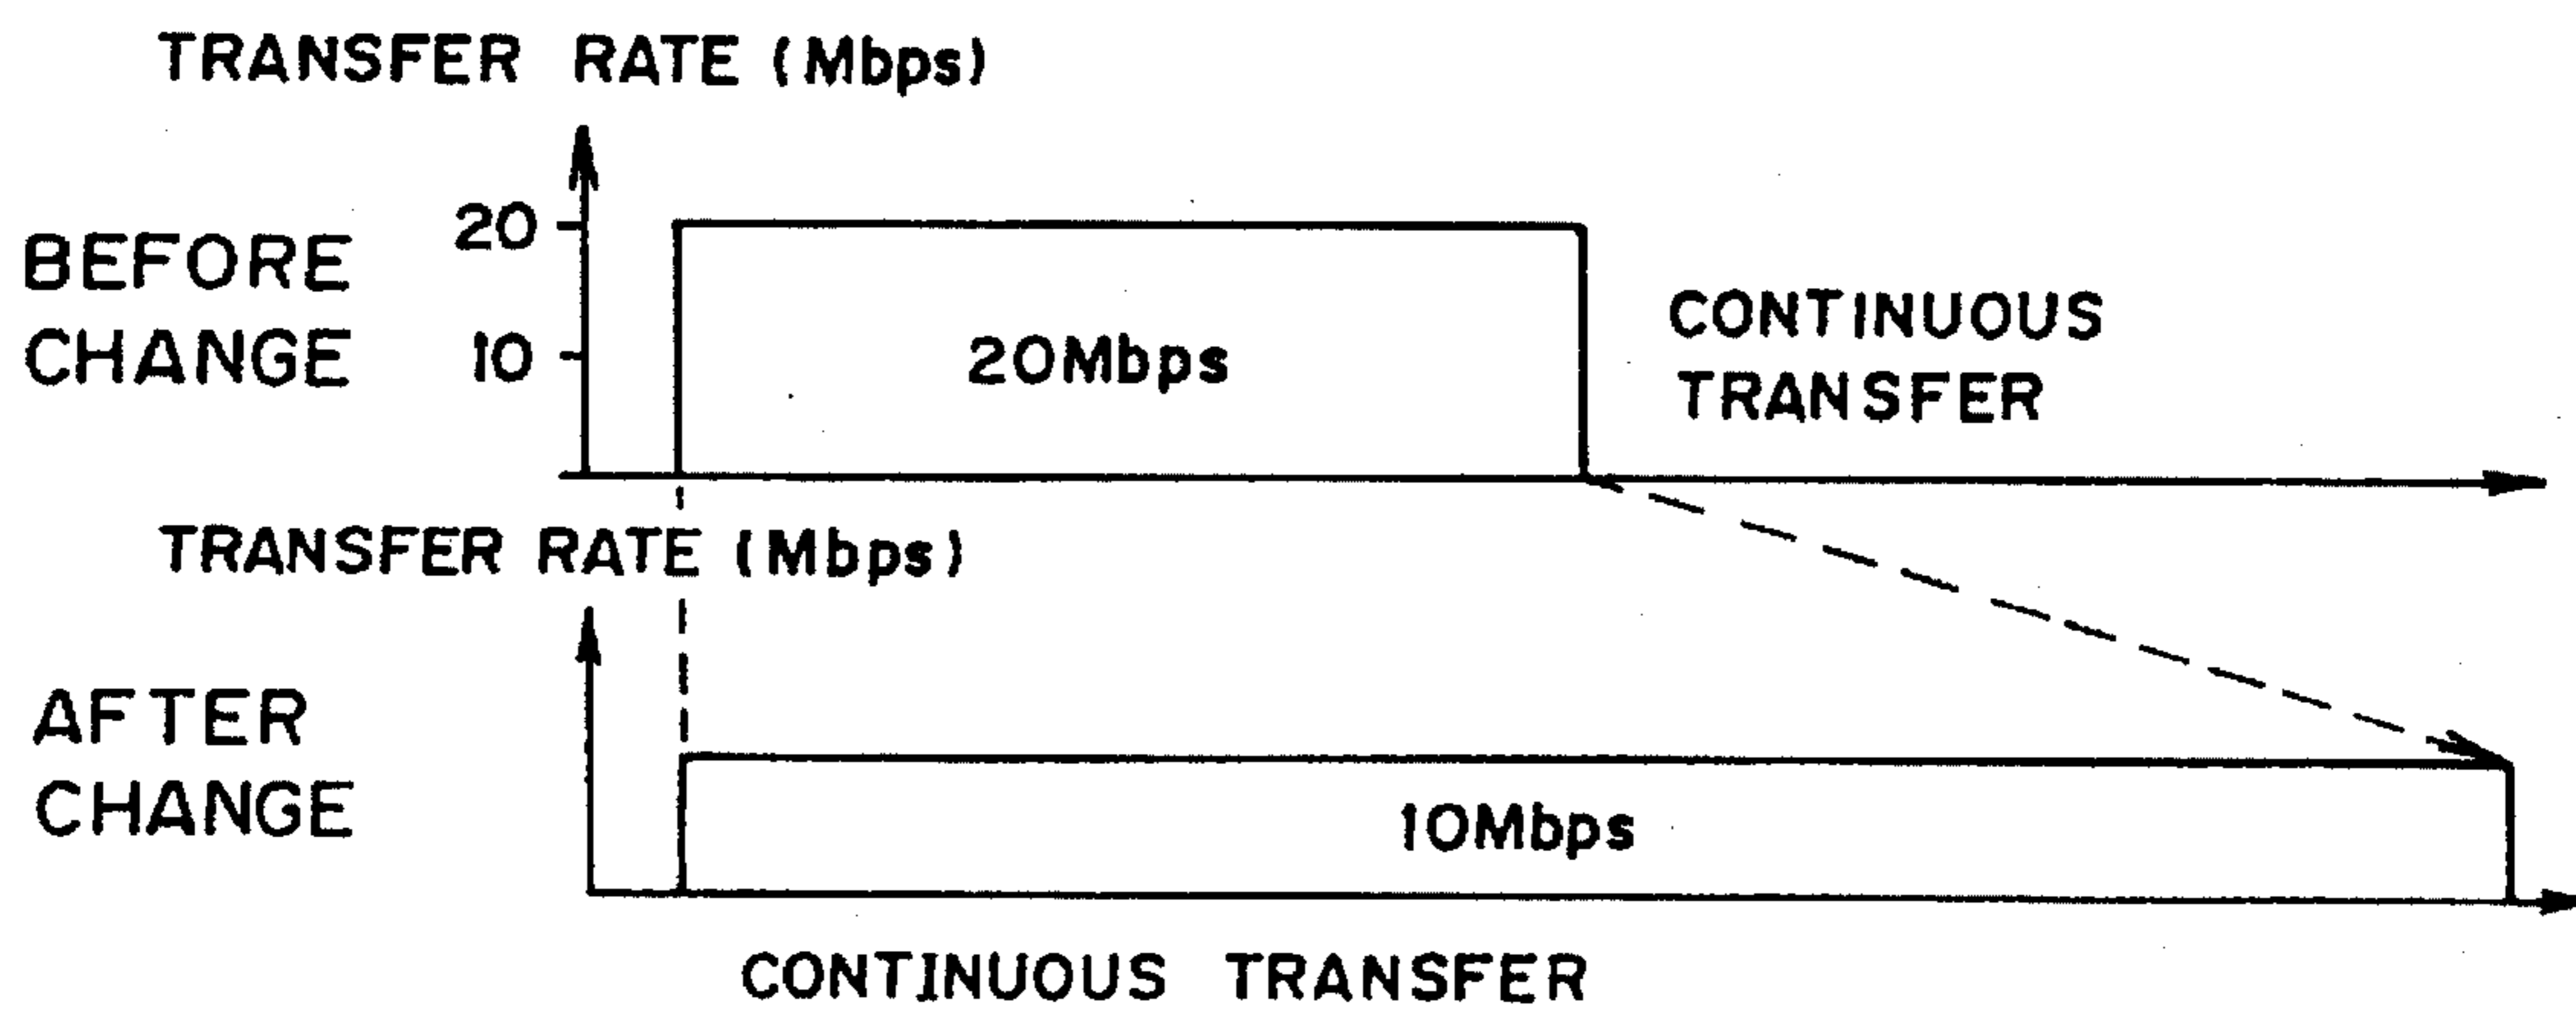 TRANSFER RATE (Mbps)
BEFORE
CHANGE
20
10
20Mbps
CONTINUOUS
TRANSFER
TRANSFER RATE (Mbps)
AFTER
CHANGE
10Mbps
CONTINUOUS TRANSFER